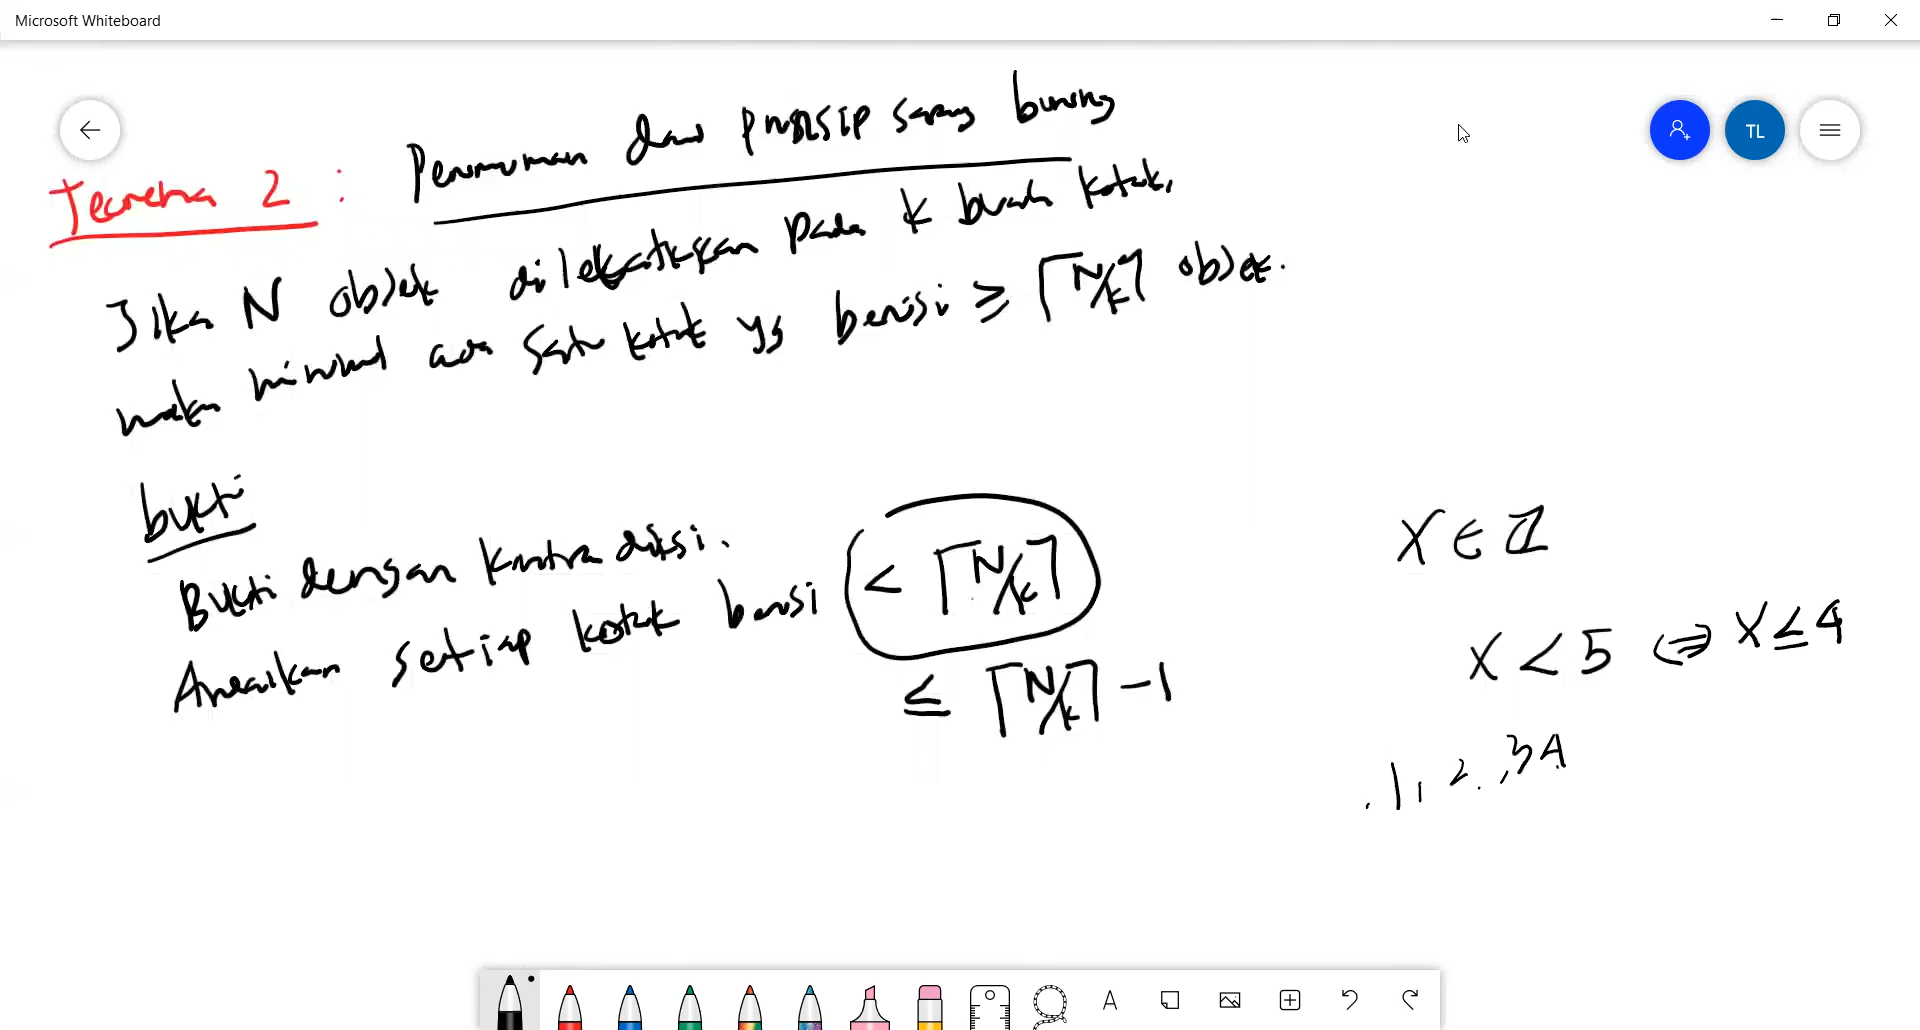 Microsoft Whiteboard
TL
Teorema 2 : Perumuman dari prinsip sarang burung
Jika N objek diletakkan pada k buah kotak,
maka minimal ada satu kotak yg berisi ≥ ⌈N/k⌉ objek.
bukti
Bukti dengan kontradiksi.
Andaikan setiap kotak berisi < ⌈N/k⌉
≤ ⌈N/k⌉ - 1
X ∈ ℤ
X < 5 ⇔ X ≤ 4
. 1, 2, 3 4
A